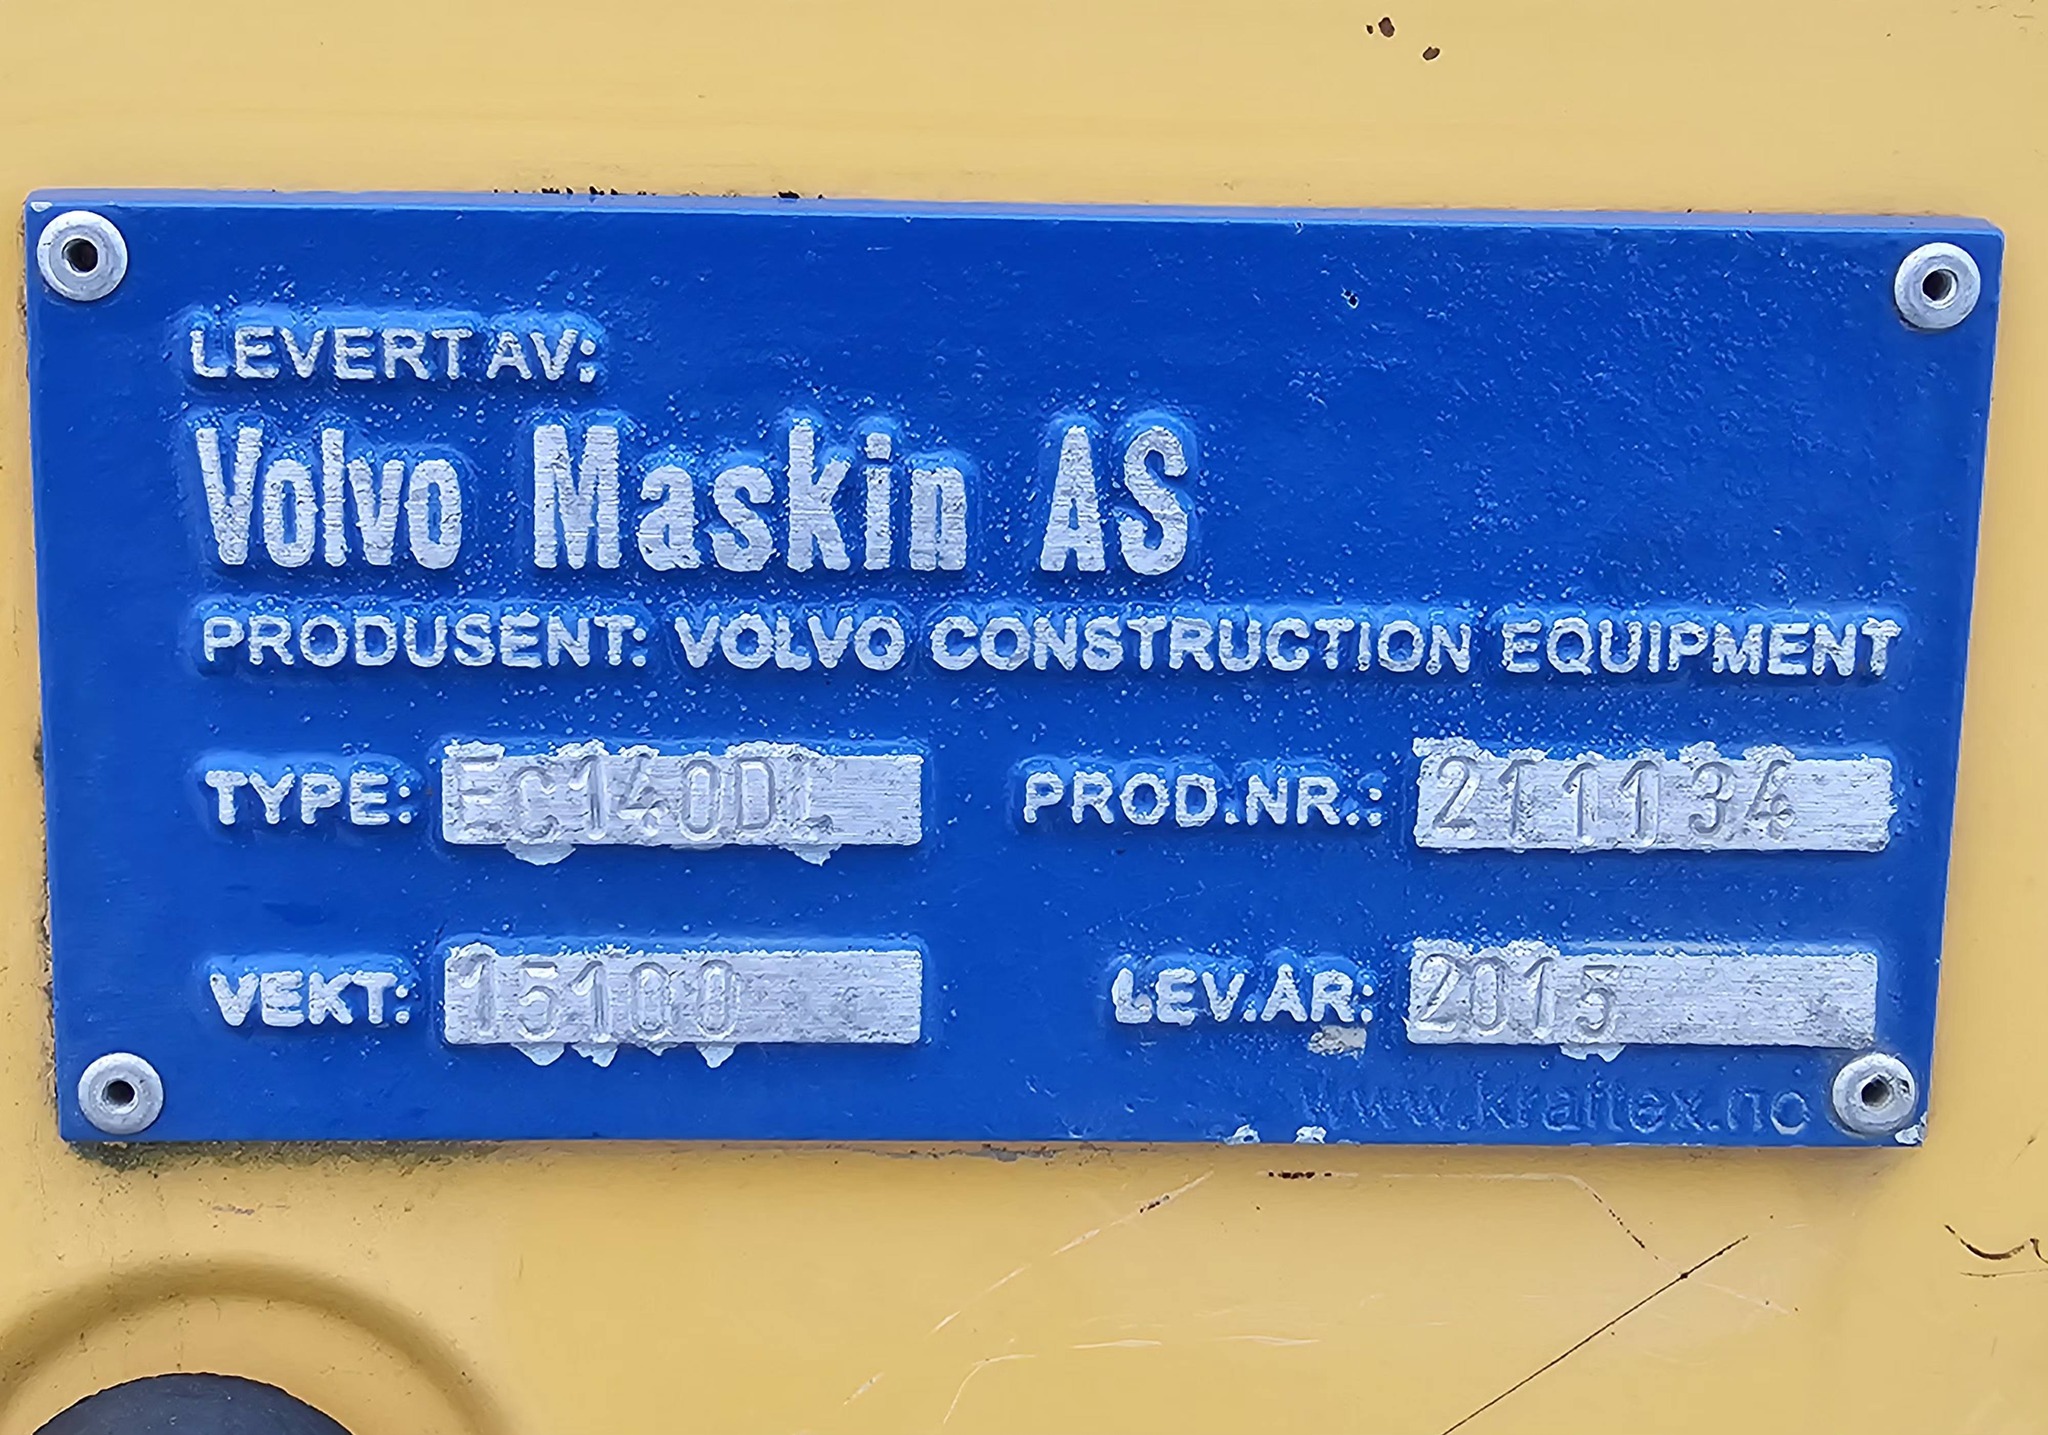 LEVERT AV:
Volvo Maskin AS
PRODUSENT: VOLVO CONSTRUCTION EQUIPMENT
TYPE: EC140DL PROD.NR.: 211134
VEKT: 15100 LEV.ÅR: 2015
www.kraftex.no